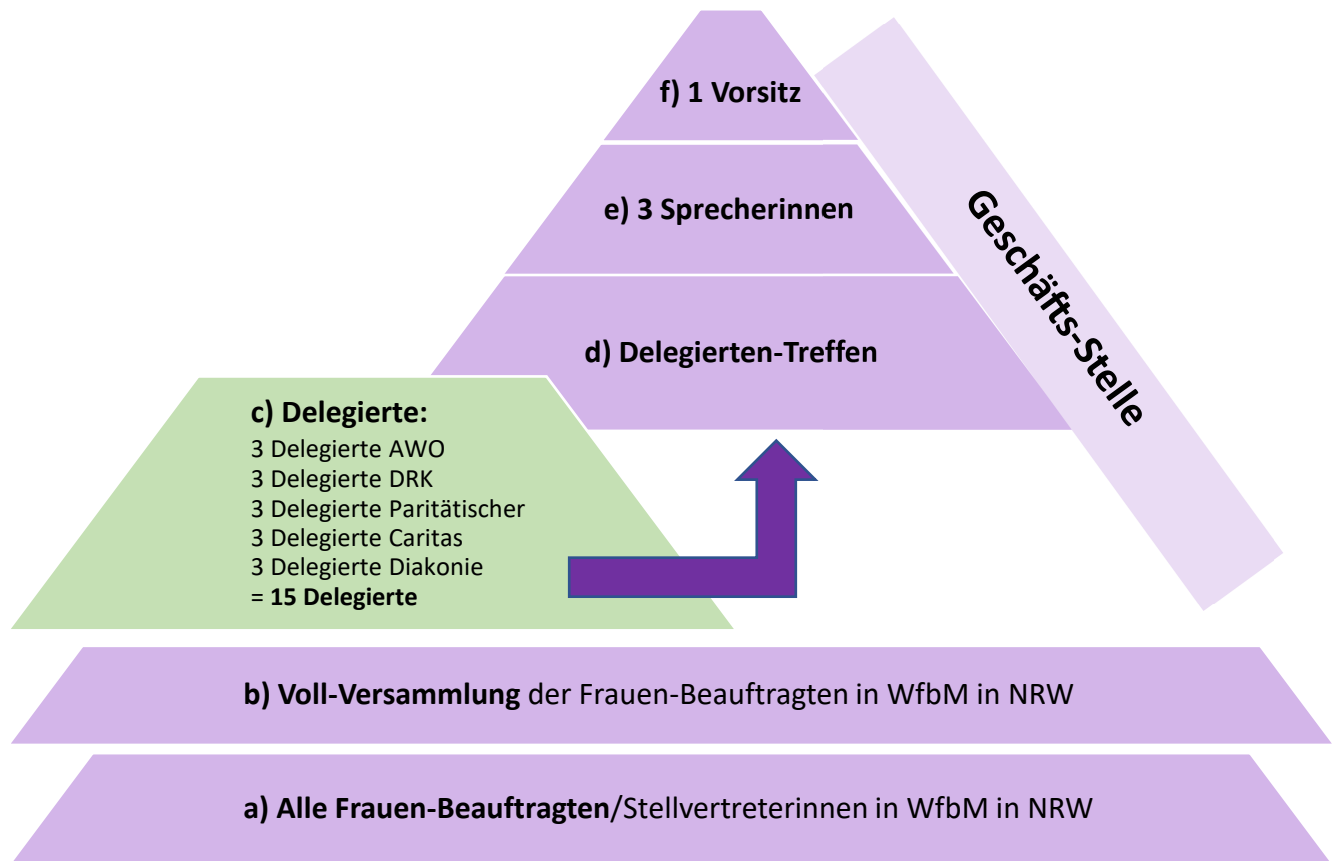 f) 1 Vorsitz
e) 3 Sprecherinnen
Geschäfts-Stelle
d) Delegierten-Treffen
c) Delegierte:
3 Delegierte AWO
3 Delegierte DRK
3 Delegierte Paritätischer
3 Delegierte Caritas
3 Delegierte Diakonie
= 15 Delegierte
b) Voll-Versammlung der Frauen-Beauftragten in WfbM in NRW
a) Alle Frauen-Beauftragten/Stellvertreterinnen in WfbM in NRW